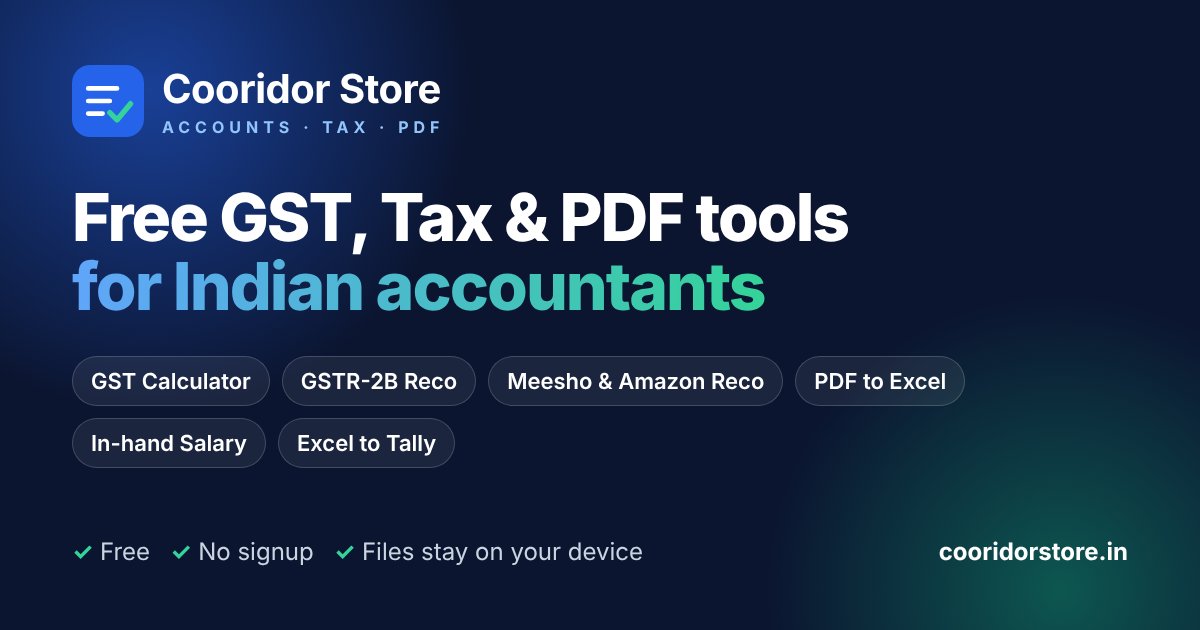 Cooridor Store
ACCOUNTS · TAX · PDF
Free GST, Tax & PDF tools
for Indian accountants
GST Calculator GSTR-2B Reco Meesho & Amazon Reco PDF to Excel
In-hand Salary Excel to Tally
✓ Free ✓ No signup ✓ Files stay on your device cooridorstore.in